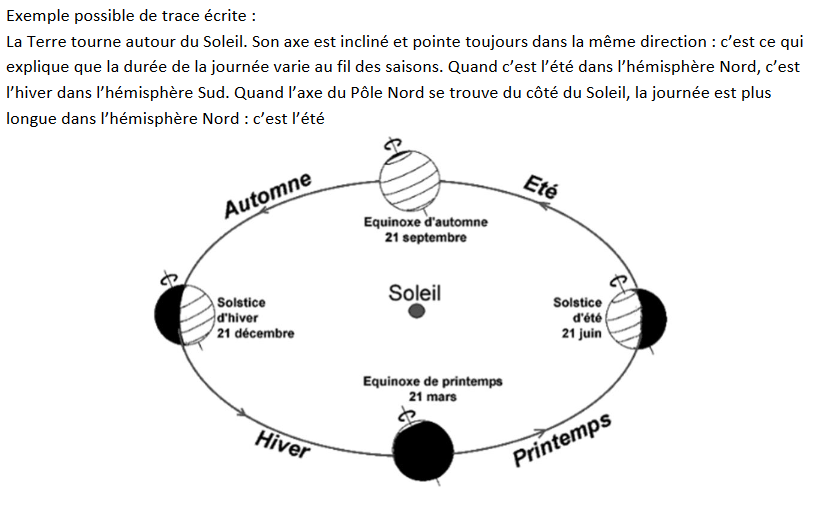 Exemple possible de trace écrite :
La Terre tourne autour du Soleil. Son axe est incliné et pointe toujours dans la même direction : c’est ce qui
explique que la durée de la journée varie au fil des saisons. Quand c’est l’été dans l’hémisphère Nord, c’est
l’hiver dans l’hémisphère Sud. Quand l’axe du Pôle Nord se trouve du côté du Soleil, la journée est plus
longue dans l’hémisphère Nord : c’est l’été
Automne
Eté
Equinoxe d'automne
21 septembre
Solstice
d'hiver
21 décembre
Soleil
Solstice
d'été
21 juin
Equinoxe de printemps
21 mars
Hiver
Printemps